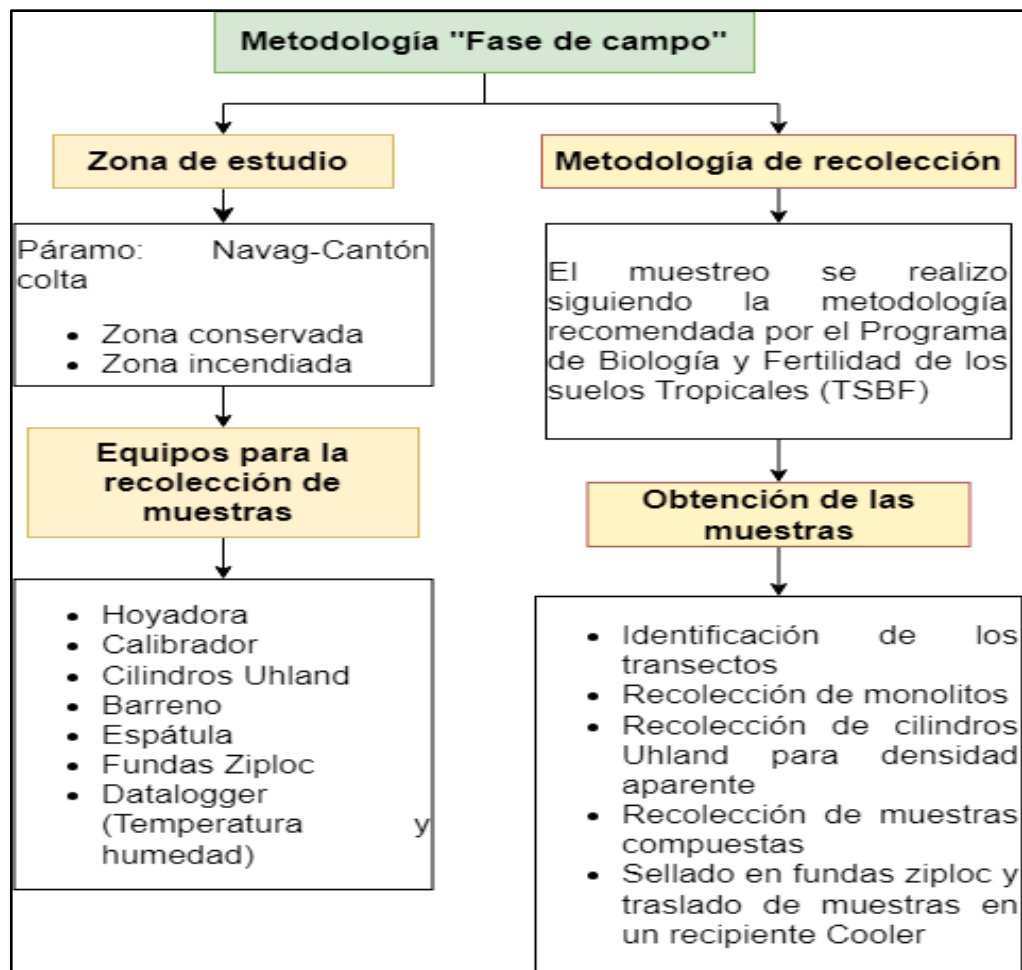 Metodología "Fase de campo"
Zona de estudio
Páramo: Navag-Cantón
colta
• Zona conservada
• Zona incendiada
Equipos para la
recolección de
muestras
• Hoyadora
• Calibrador
• Cilindros Uhland
• Barreno
• Espátula
• Fundas Ziploc
• Datalogger
(Temperatura y
humedad)
Metodología de recolección
El muestreo se realizo
siguiendo la metodología
recomendada por el Programa
de Biología y Fertilidad de los
suelos Tropicales (TSBF)
Obtención de las
muestras
• Identificación de los
transectos
• Recolección de monolitos
• Recolección de cilindros
Uhland para densidad
aparente
• Recolección de muestras
compuestas
• Sellado en fundas ziploc y
traslado de muestras en
un recipiente Cooler